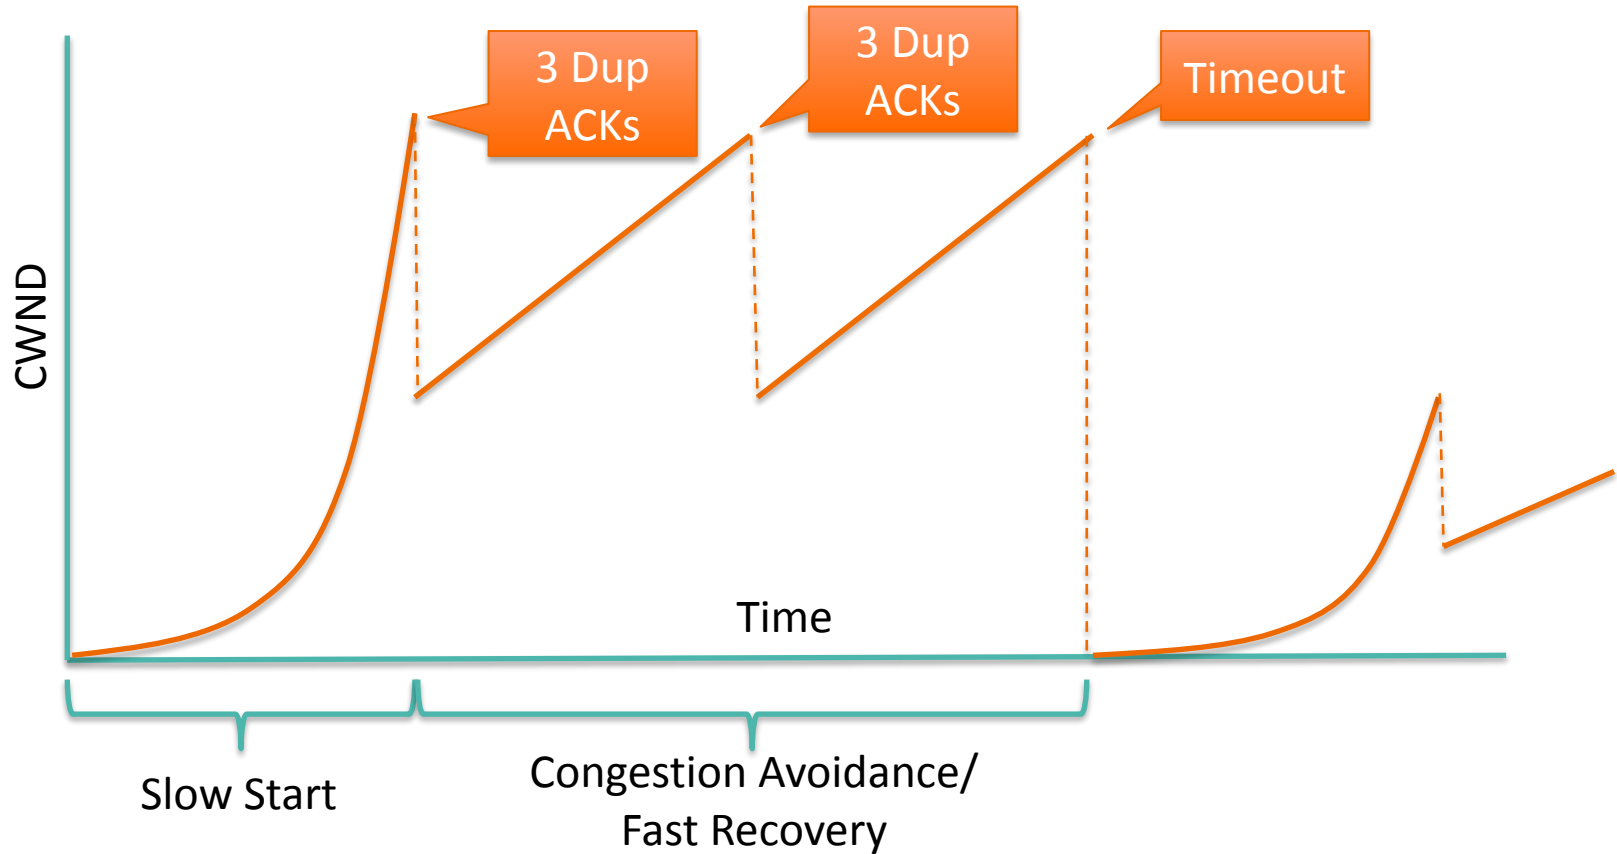 3 Dup
ACKs
3 Dup
ACKs
Timeout
CWND
Time
Slow Start
Congestion Avoidance/
Fast Recovery